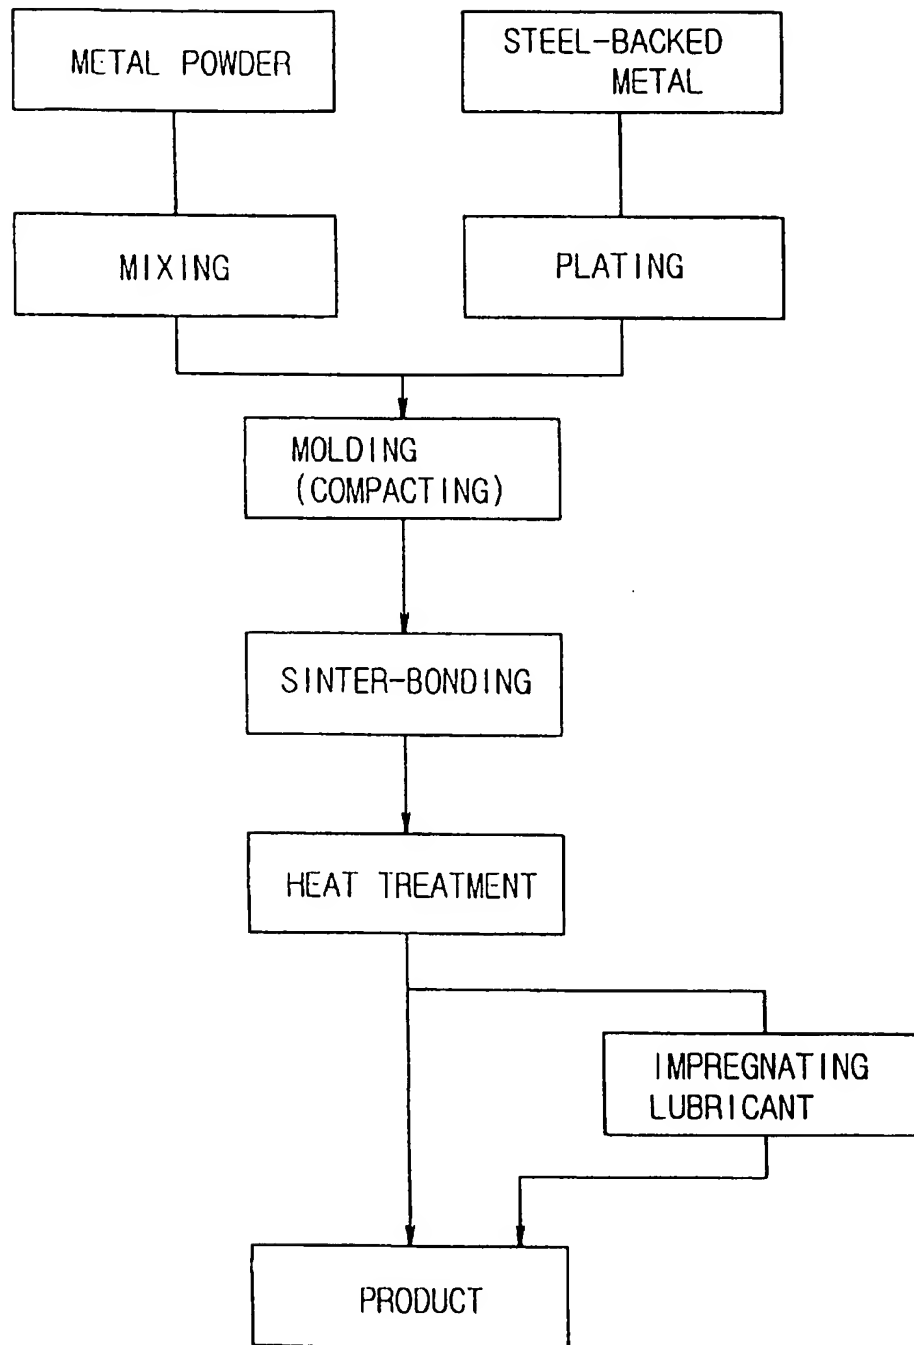 METAL POWDER
STEEL-BACKED
METAL
MIXING
PLATING
MOLDING
(COMPACTING)
SINTER-BONDING
HEAT TREATMENT
IMPREGNATING
LUBRICANT
PRODUCT